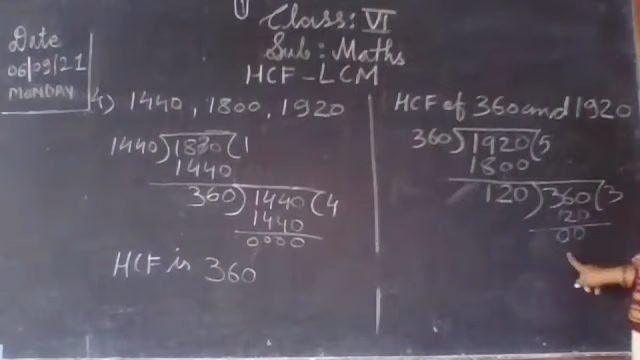 Class: VI
Sub: Maths
HCF-LCM
Date
06/09/21
MONDAY
4) 1440, 1800, 1920
1440)1830(1
1440
360)1440(4
1440
0000
HCF is 360
HCF of 360 and 1920
360)1920(5
1800
120)360(3
120
00